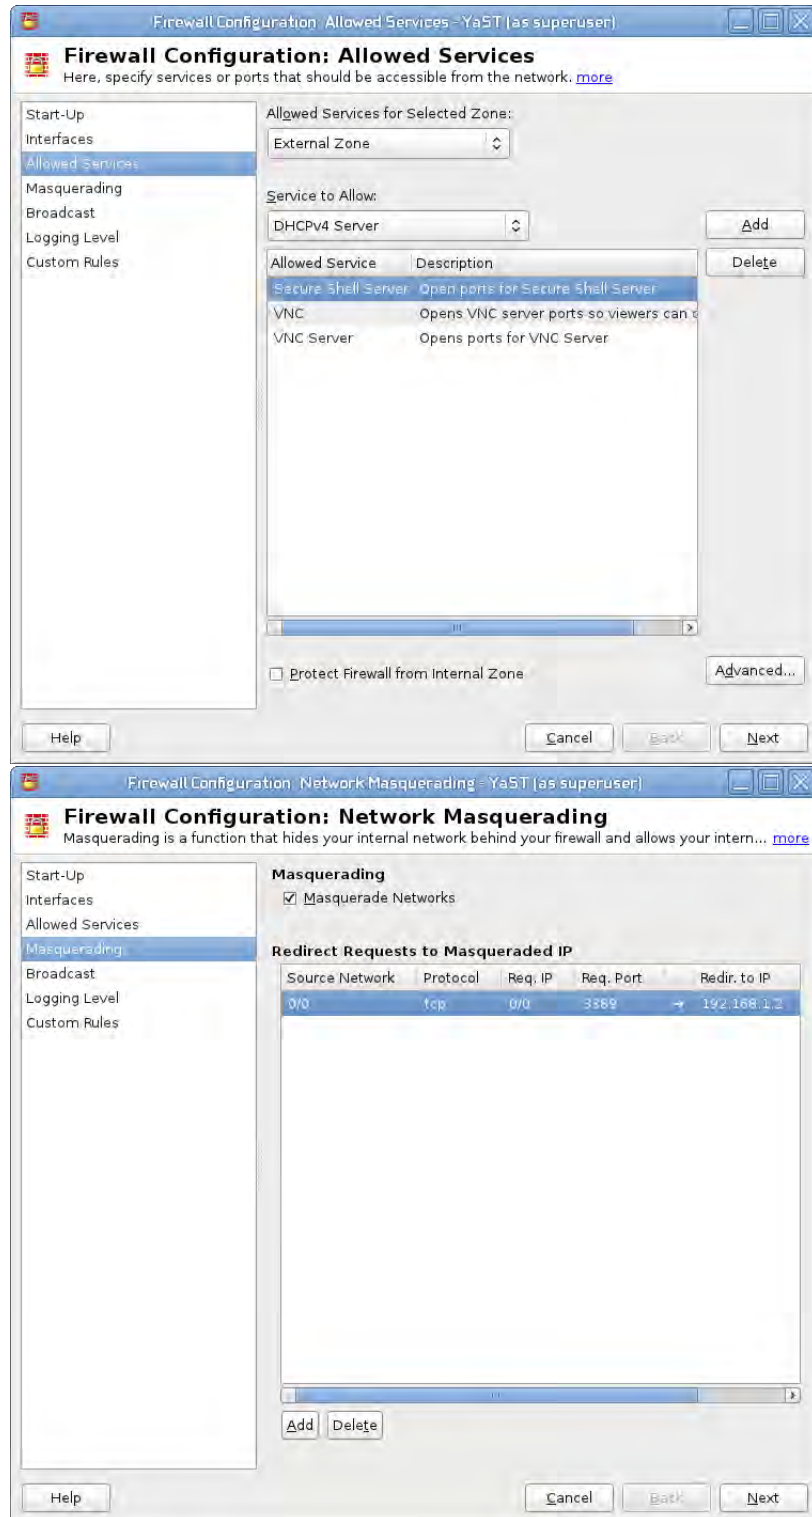 Firewall Configuration: Allowed Services - YaST (as superuser)
Firewall Configuration: Allowed Services
Here, specify services or ports that should be accessible from the network. more
Start-Up
Interfaces
Allowed Services
Masquerading
Broadcast
Logging Level
Custom Rules
Allowed Services for Selected Zone:
External Zone
Service to Allow:
DHCPv4 Server
Add
Allowed Service Description
Delete
Secure Shell Server Open ports for Secure Shell Server
VNC Opens VNC server ports so viewers can
VNC Server Opens ports for VNC Server
Protect Firewall from Internal Zone
Advanced...
Help Cancel Back Next
Firewall Configuration: Network Masquerading - YaST (as superuser)
Firewall Configuration: Network Masquerading
Masquerading is a function that hides your internal network behind your firewall and allows your intern... more
Start-Up
Interfaces
Allowed Services
Masquerading
Broadcast
Logging Level
Custom Rules
Masquerading
Masquerade Networks
Redirect Requests to Masqueraded IP
Source Network Protocol Req. IP Req. Port Redir. to IP
0/0 tcp 0/0 3389 → 192.168.1.2
Add Delete
Help Cancel Back Next